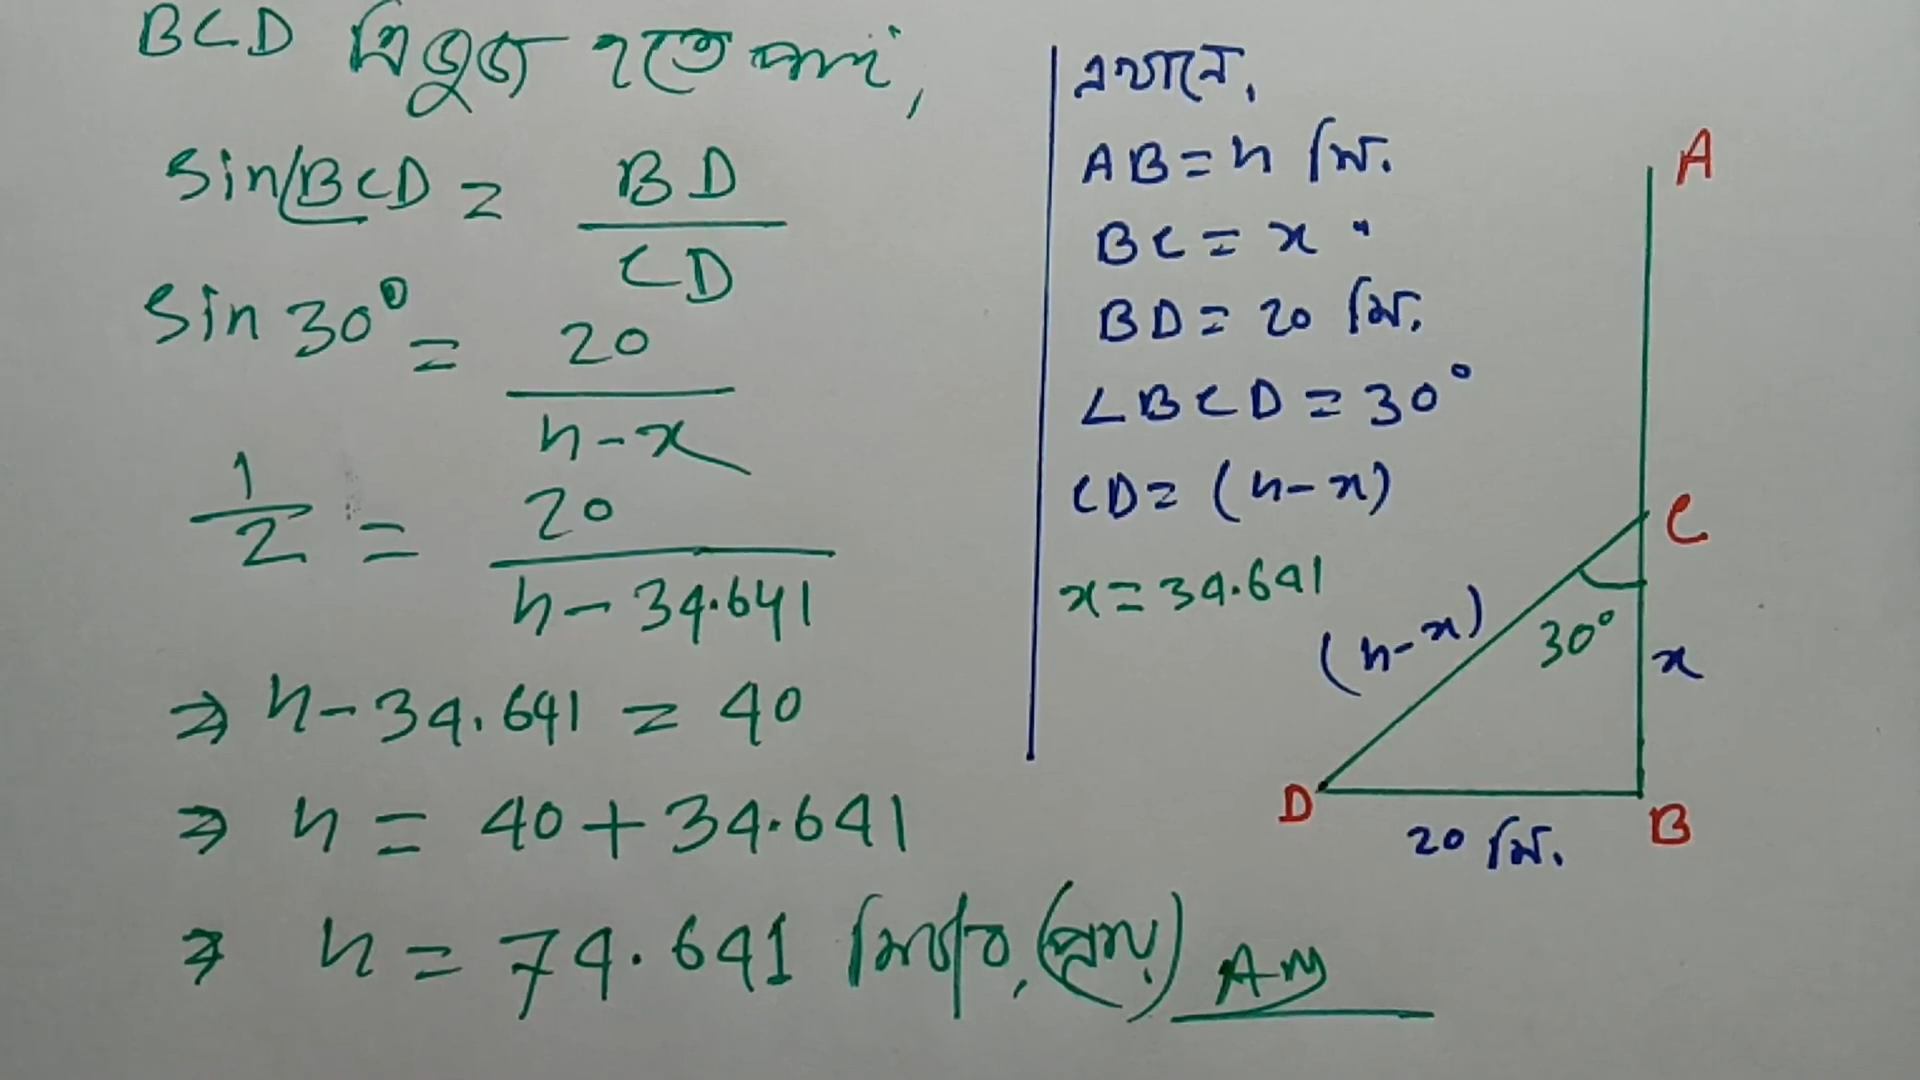 BCD ত্রিভুজ হতে পাই,
Sin∠BCD = BD/CD
Sin 30° = 20/h-x
1/2 = 20/h-34.641
⇒ h-34.641 = 40
⇒ h = 40+34.641
⇒ h = 74.641 মিটার, (প্রায়) Ans
এখানে,
AB = h মি.
BC = x "
BD = 20 মি.
∠BCD = 30°
CD = (h-x)
x = 34.641
A
C
(h-x)
30°
x
D
B
20 মি.